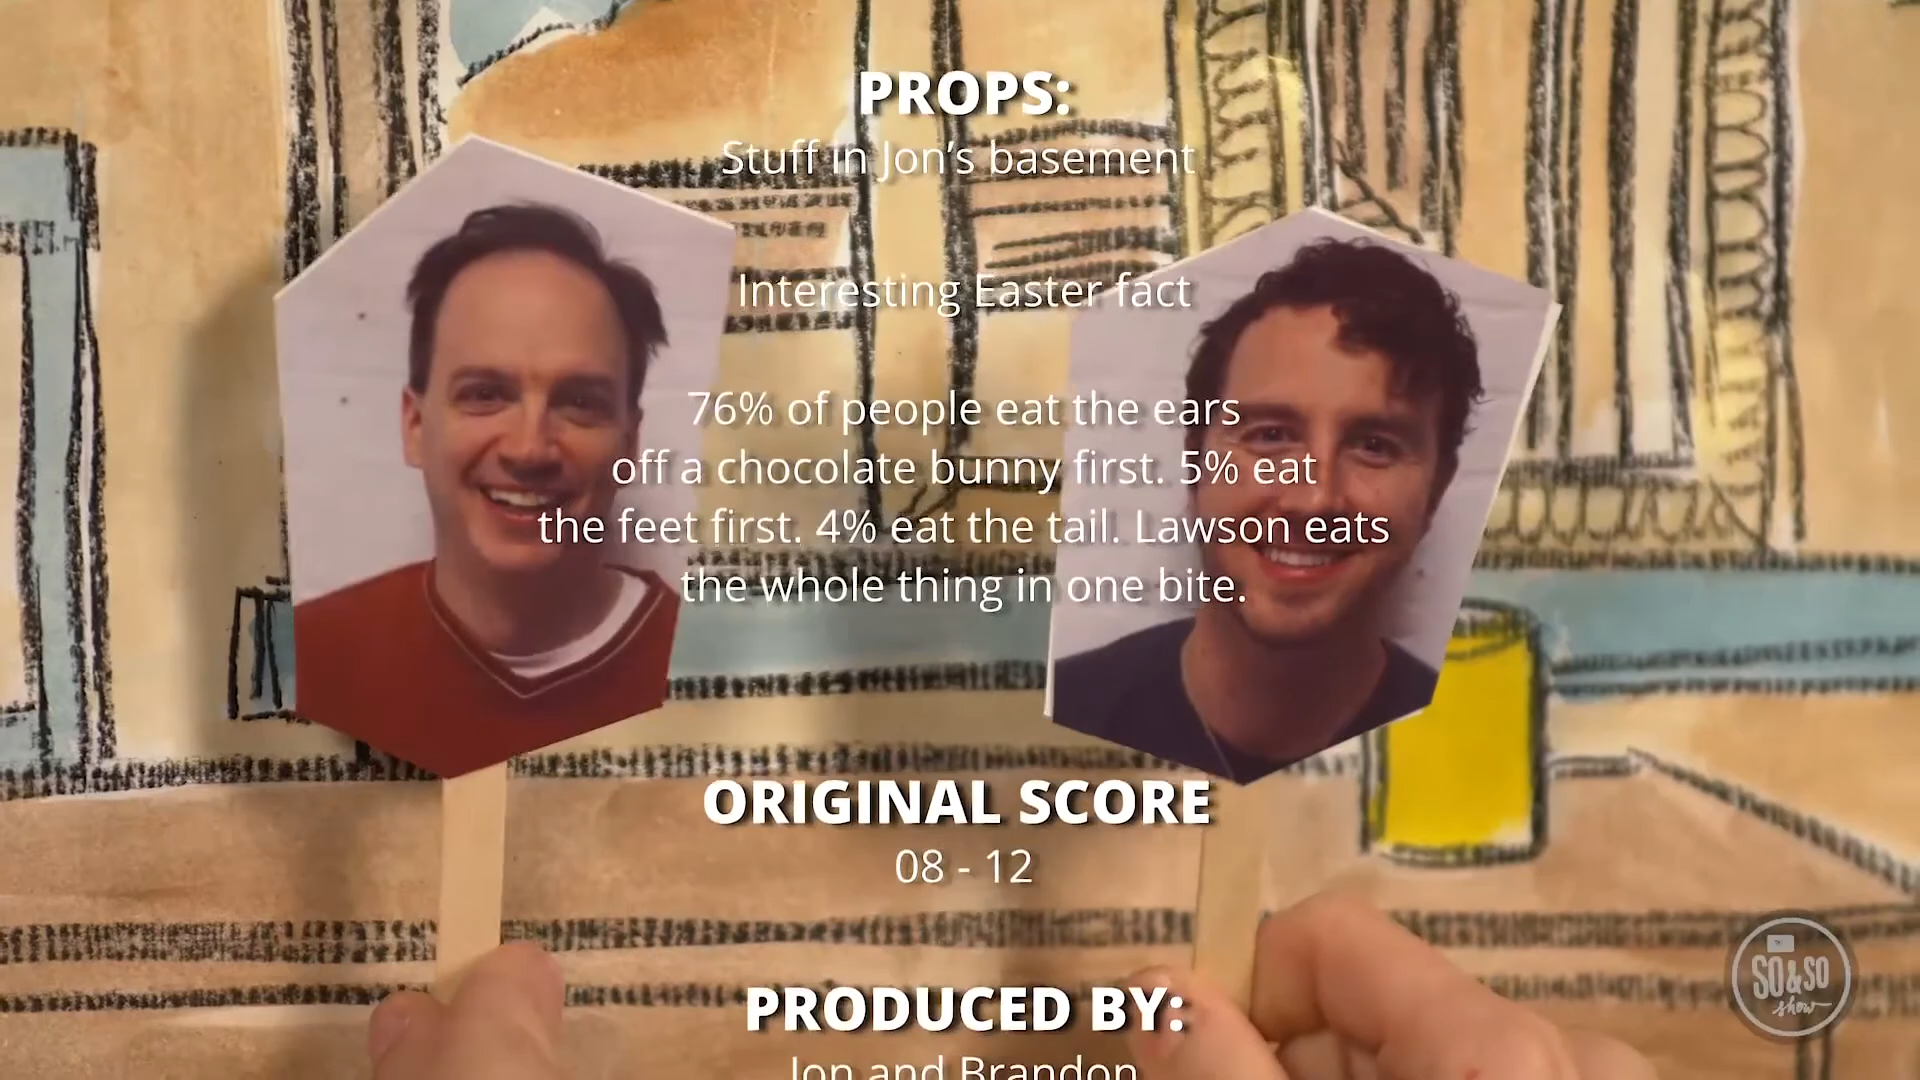 PROPS:
Stuff in Jon's basement
Interesting Easter fact
76% of people eat the ears
off a chocolate bunny first. 5% eat
the feet first. 4% eat the tail. Lawson eats
the whole thing in one bite.
ORIGINAL SCORE
08 - 12
PRODUCED BY:
Jon and Brandon
SO & SO
show